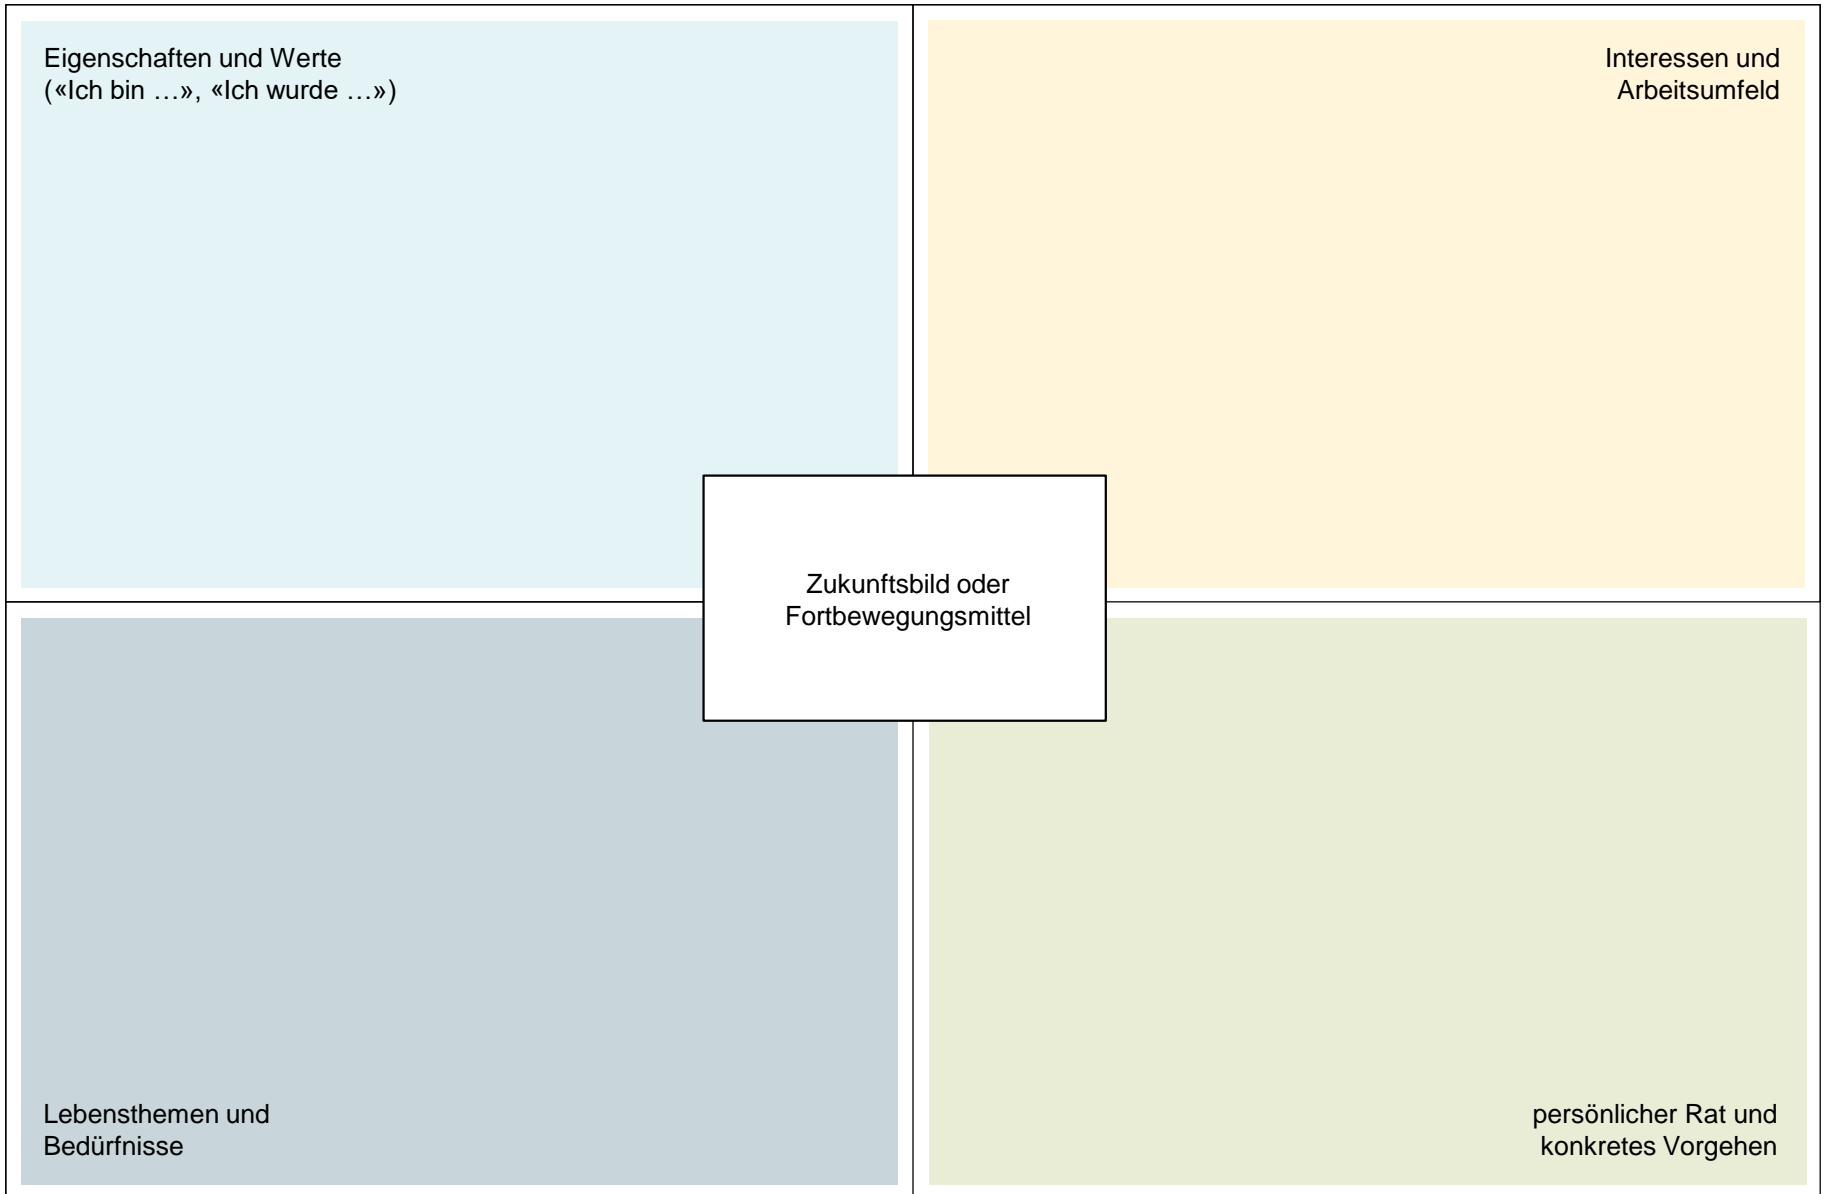 Eigenschaften und Werte
(«Ich bin …», «Ich wurde …»)
Interessen und
Arbeitsumfeld
Zukunftsbild oder
Fortbewegungsmittel
Lebensthemen und
Bedürfnisse
persönlicher Rat und
konkretes Vorgehen